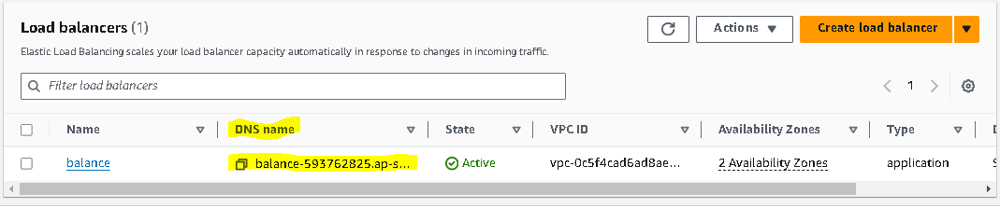 Load balancers (1)
Actions
Create load balancer
Elastic Load Balancing scales your load balancer capacity automatically in response to changes in incoming traffic.
Filter load balancers
1
Name DNS name State VPC ID Availability Zones Type
balance balance-593762825.ap-s... Active vpc-0c5f4cad6ad8ae... 2 Availability Zones application